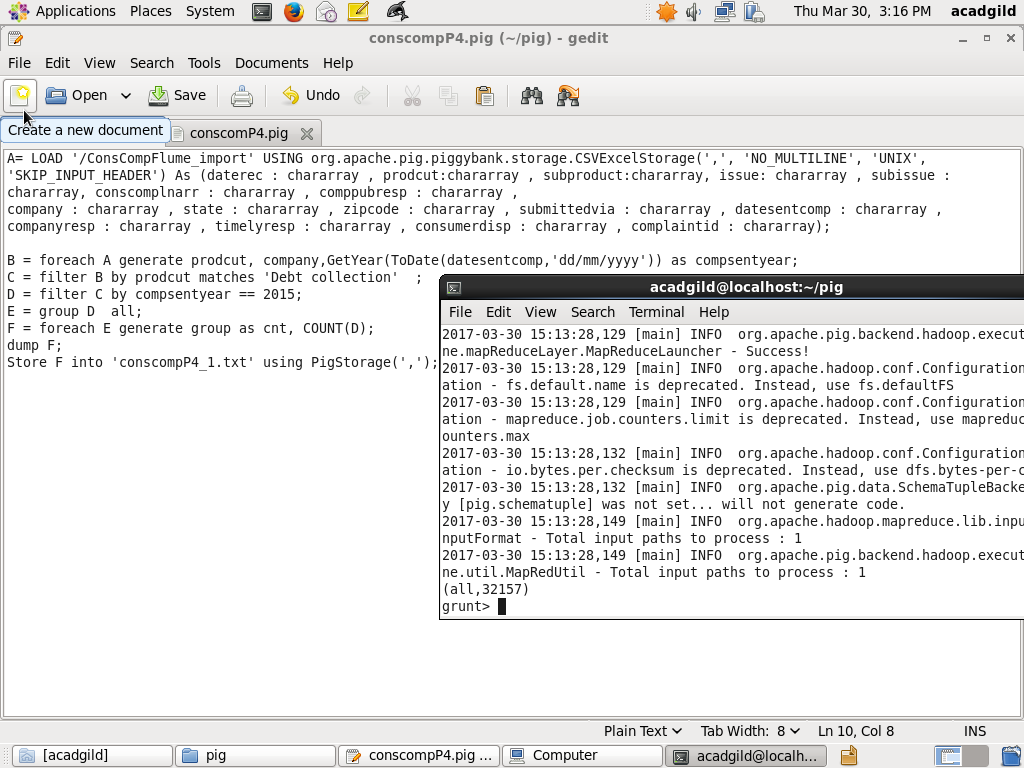 Applications Places System Thu Mar 30, 3:16 PM acadgild
conscompP4.pig (~/pig) - gedit
File Edit View Search Tools Documents Help
Open Save Undo
Create a new document
conscomP4.pig
A= LOAD '/ConsCompFlume_import' USING org.apache.pig.piggybank.storage.CSVExcelStorage(',', 'NO_MULTILINE', 'UNIX',
'SKIP_INPUT_HEADER') As (daterec : chararray , prodcut:chararray , subproduct:chararray, issue: chararray , subissue :
chararray, conscomplnarr : chararray , comppubresp : chararray ,
company : chararray , state : chararray , zipcode : chararray , submittedvia : chararray , datesentcomp : chararray ,
companyresp : chararray , timelyresp : chararray , consumerdisp : chararray , complaintid : chararray);
B = foreach A generate prodcut, company,GetYear(ToDate(datesentcomp,'dd/mm/yyyy')) as compsentyear;
C = filter B by prodcut matches 'Debt collection' ;
D = filter C by compsentyear == 2015;
E = group D all;
F = foreach E generate group as cnt, COUNT(D);
dump F;
Store F into 'conscompP4_1.txt' using PigStorage(',');
acadgild@localhost:~/pig
File Edit View Search Terminal Help
2017-03-30 15:13:28,129 [main] INFO org.apache.pig.backend.hadoop.execut
ne.mapReduceLayer.MapReduceLauncher - Success!
2017-03-30 15:13:28,129 [main] INFO org.apache.hadoop.conf.Configuration
ation - fs.default.name is deprecated. Instead, use fs.defaultFS
2017-03-30 15:13:28,129 [main] INFO org.apache.hadoop.conf.Configuration
ation - mapreduce.job.counters.limit is deprecated. Instead, use mapreduc
ounters.max
2017-03-30 15:13:28,132 [main] INFO org.apache.hadoop.conf.Configuration
ation - io.bytes.per.checksum is deprecated. Instead, use dfs.bytes-per-c
2017-03-30 15:13:28,132 [main] INFO org.apache.pig.data.SchemaTupleBacke
y [pig.schematuple] was not set... will not generate code.
2017-03-30 15:13:28,149 [main] INFO org.apache.hadoop.mapreduce.lib.inpu
nputFormat - Total input paths to process : 1
2017-03-30 15:13:28,149 [main] INFO org.apache.pig.backend.hadoop.execut
ne.util.MapRedUtil - Total input paths to process : 1
(all,32157)
grunt>
Plain Text Tab Width: 8 Ln 10, Col 8 INS
[acadgild] pig conscompP4.pig ... Computer acadgild@localh...